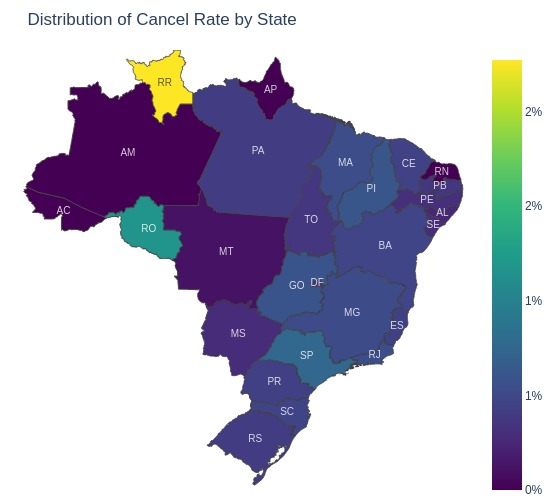 Distribution of Cancel Rate by State
RR
AP
AM
PA
MA
CE
RN
PB
PI
PE
AL
SE
AC
RO
TO
BA
MT
GO
DF
MG
MS
ES
SP
RJ
PR
SC
RS
2%
2%
1%
1%
0%